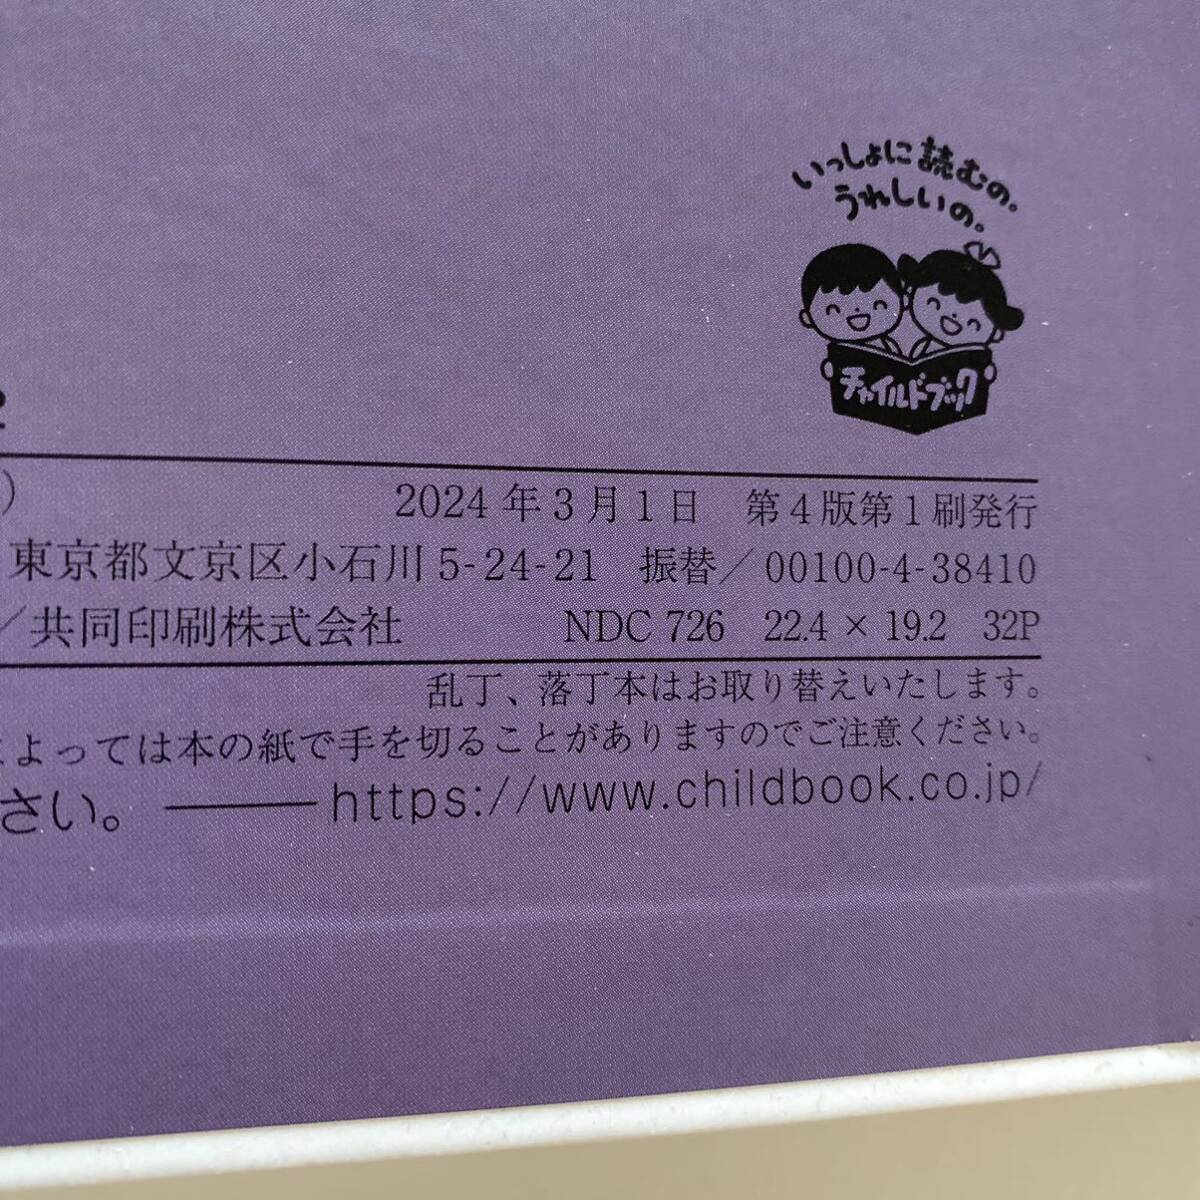 いっしょに読むの。
うれしいの。
チャイルドブック
2024年3月1日 第4版第1刷発行
東京都文京区小石川5-24-21 振替／00100-4-38410
／共同印刷株式会社 NDC 726 22.4 × 19.2 32P
乱丁、落丁本はお取り替えいたします。
よっては本の紙で手を切ることがありますのでご注意ください。
さい。――https://www.childbook.co.jp/